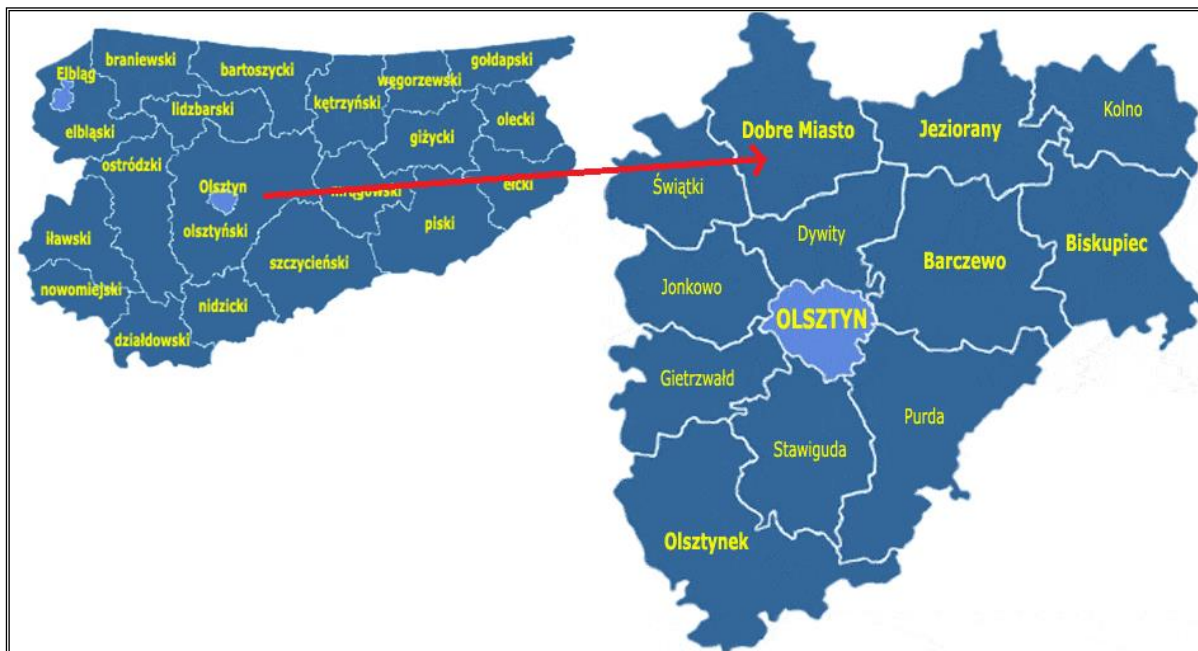 braniewski
gołdapski
Elbląg
bartoszycki
węgorzewski
kętrzyński
lidzbarski
olecki
elbląski
giżycki
ostródzki
Olsztyn
mrągowski
ełcki
olsztyński
piski
iławski
szczycieński
nowomiejski
nidzicki
działdowski
Kolno
Dobre Miasto
Jeziorany
Świątki
Dywity
Biskupiec
Barczewo
Jonkowo
OLSZTYN
Gietrzwałd
Purda
Stawiguda
Olsztynek